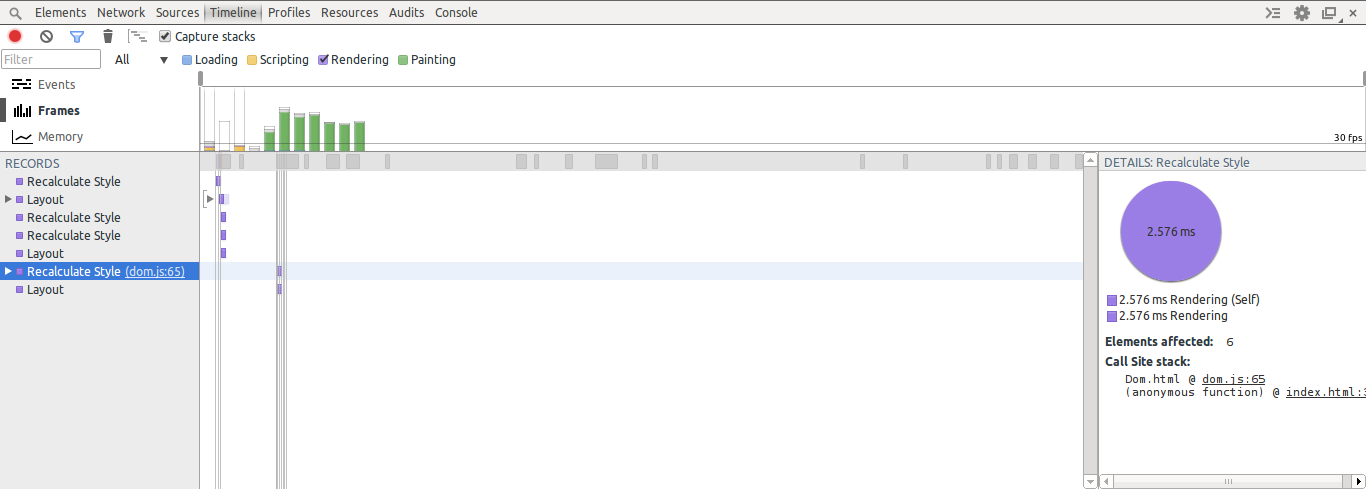 Elements Network Sources Timeline Profiles Resources Audits Console
Capture stacks
Filter All Loading Scripting Rendering Painting
Events
Frames
Memory
30 fps
RECORDS
Recalculate Style
Layout
Recalculate Style
Recalculate Style
Layout
Recalculate Style (dom.js:65)
Layout
DETAILS: Recalculate Style
2.576 ms
2.576 ms Rendering (Self)
2.576 ms Rendering
Elements affected: 6
Call Site stack:
Dom.html @ dom.js:65
(anonymous function) @ index.html:3